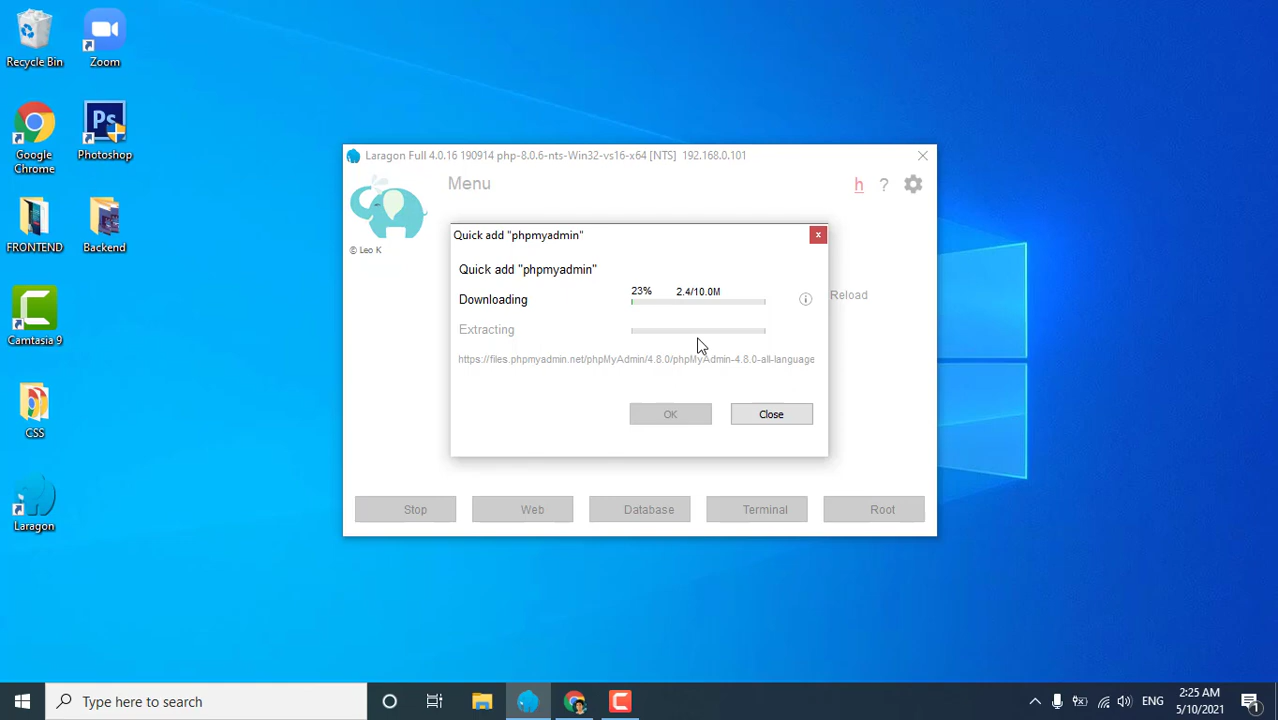 Recycle Bin
Zoom
Google Chrome
Photoshop
FRONTEND
Backend
Camtasia 9
CSS
Laragon
Laragon Full 4.0.16 190914 php-8.0.6-nts-Win32-vs16-x64 [NTS] 192.168.0.101
Menu
h ?
© Leo K
Reload
Quick add "phpmyadmin"
x
Quick add "phpmyadmin"
Downloading 23% 2.4/10.0M
Extracting
https://files.phpmyadmin.net/phpMyAdmin/4.8.0/phpMyAdmin-4.8.0-all-language
OK Close
Stop Web Database Terminal Root
Type here to search
ENG
2:25 AM
5/10/2021
1